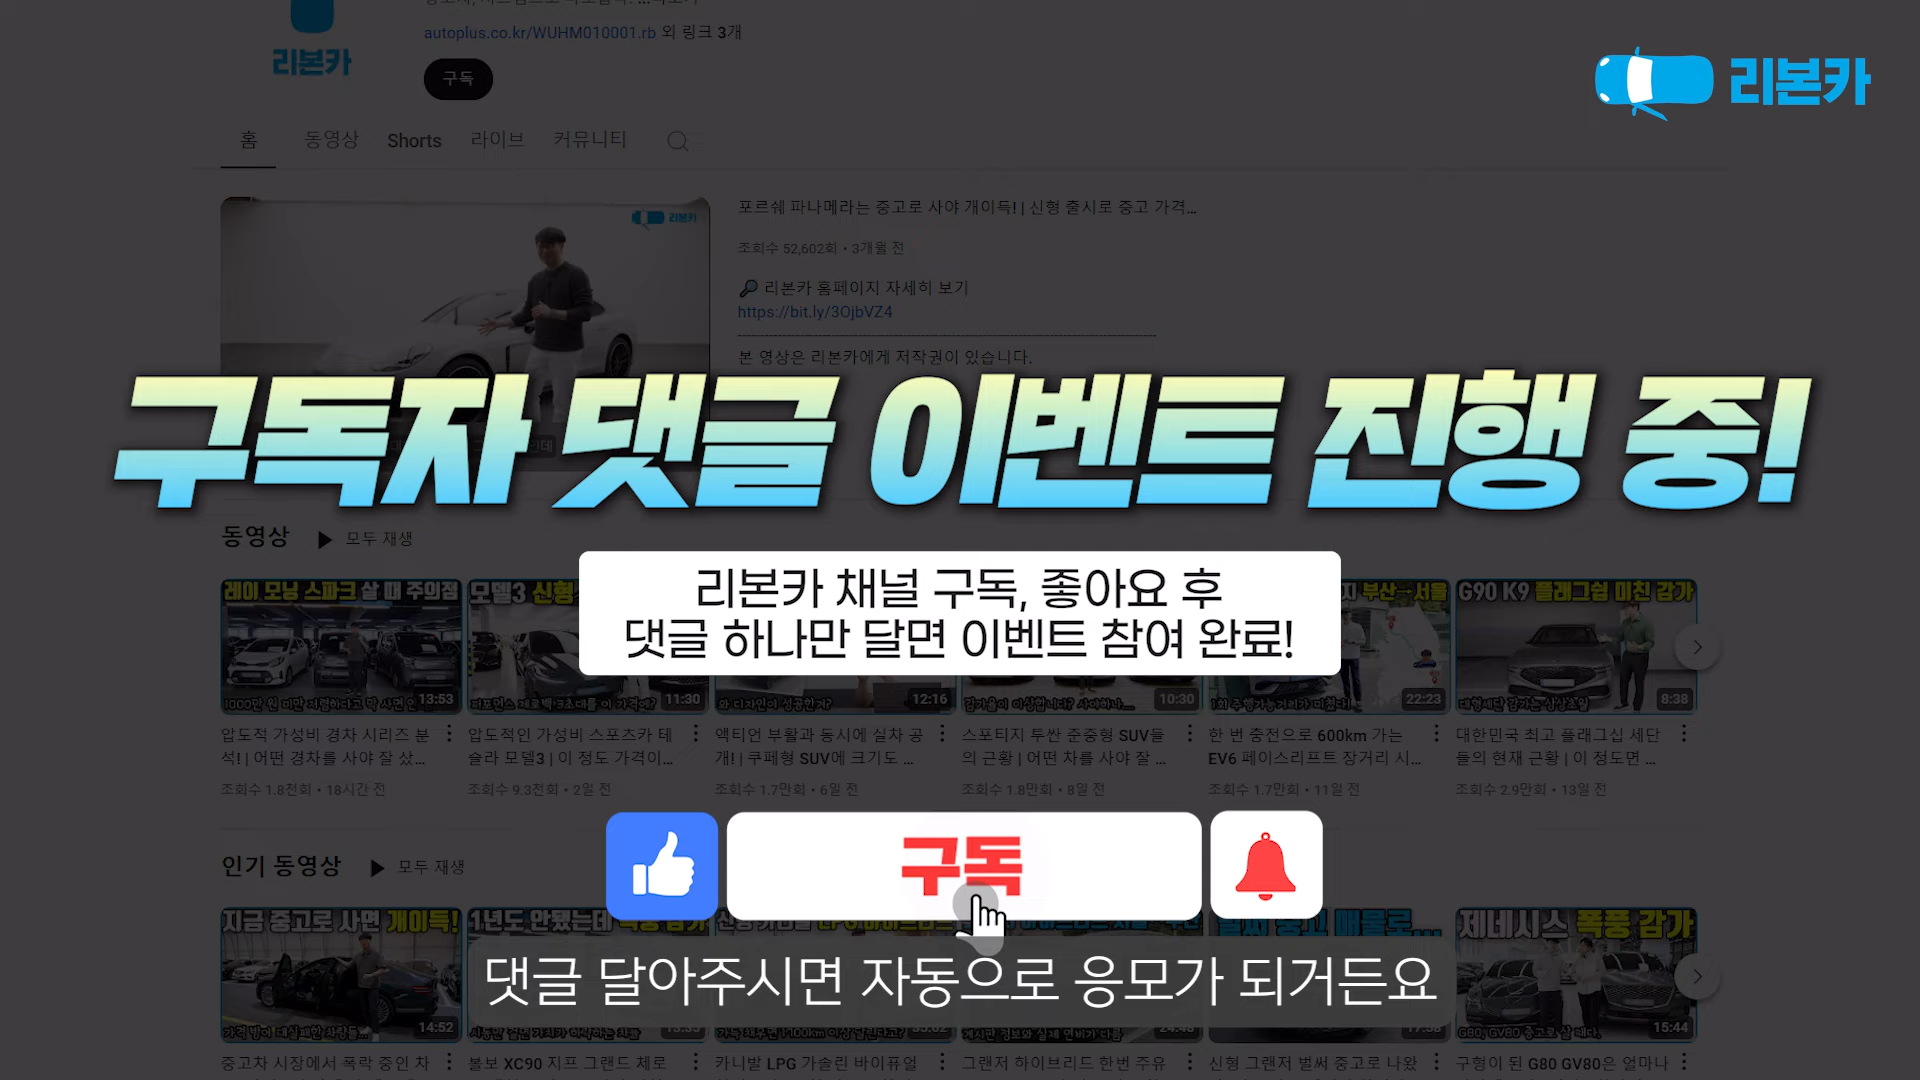 autoplus.co.kr/WUHM010001.rb 외 링크 3개
리본카
구독
리본카
홈 동영상 Shorts 라이브 커뮤니티
리본카
포르쉐 파나메라는 중고로 사야 개이득! | 신형 출시로 중고 가격...
조회수 52,602회 • 3개월 전
리본카 홈페이지 자세히 보기
https://bit.ly/3OjbVZ4
본 영상은 리본카에게 저작권이 있습니다.
구독자 댓글 이벤트 진행 중!
동영상 모두 재생
리본카 채널 구독, 좋아요 후
댓글 하나만 달면 이벤트 참여 완료!
레이 모닝 스파크 살 때 주의점
모델3 신형
부산→서울
G90 K9 플래그쉽 미친 감가
13:53
11:30
12:16
10:30
22:23
8:38
압도적 가성비 경차 시리즈 분
석! | 어떤 경차를 사야 잘 샀...
조회수 1.8천회 • 18시간 전
압도적인 가성비 스포츠카 테
슬라 모델3 | 이 정도 가격이...
조회수 9.3천회 • 2일 전
액티언 부활과 동시에 실차 공
개! | 쿠페형 SUV에 크기도 ...
조회수 1.7만회 • 6일 전
스포티지 투싼 준중형 SUV들
의 근황 | 어떤 차를 사야 잘 ...
조회수 1.8만회 • 8일 전
한 번 충전으로 600km 가는
EV6 페이스리프트 장거리 시...
조회수 1.7만회 • 11일 전
대한민국 최고 플래그십 세단
들의 현재 근황 | 이 정도면 ...
조회수 2.9만회 • 13일 전
구독
인기 동영상 모두 재생
지금 중고로 사면 개이득!
1년도 안됐는데
제네시스 폭풍 감가
댓글 달아주시면 자동으로 응모가 되거든요
14:52
15:44
중고차 시장에서 폭락 중인 차
볼보 XC90 지프 그랜드 체로
카니발 LPG 가솔린 바이퓨얼
그랜저 하이브리드 한번 주유
신형 그랜저 벌써 중고로 나왔
구형이 된 G80 GV80은 얼마나